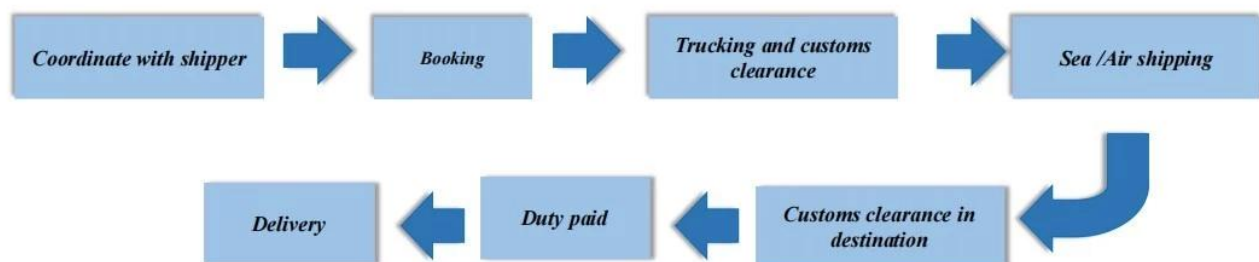 Coordinate with shipper
Booking
Trucking and customs
clearance
Sea /Air shipping
Customs clearance in
destination
Duty paid
Delivery